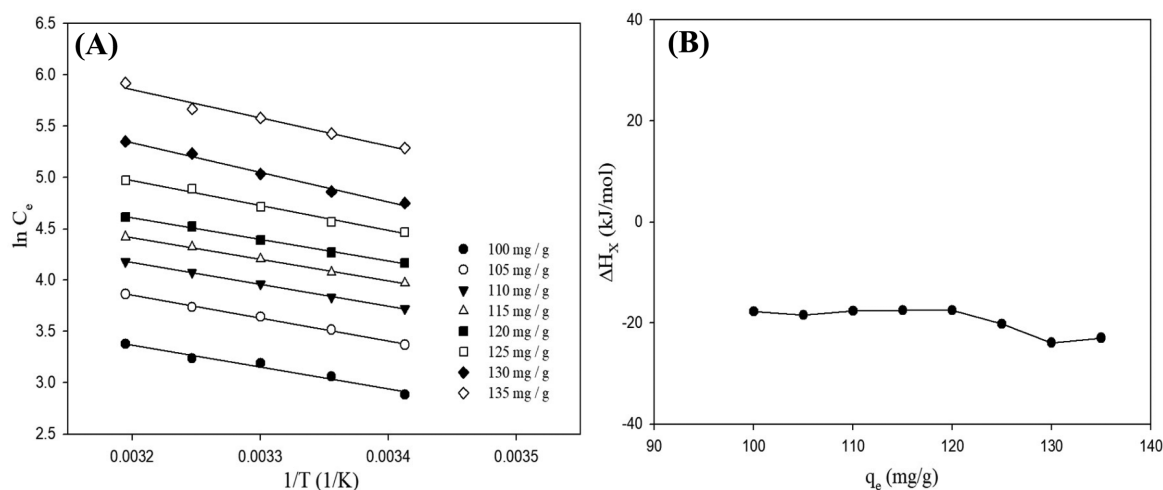 (A)
6.5
6.0
5.5
5.0
4.5
4.0
3.5
3.0
2.5
ln Ce
100 mg / g
105 mg / g
110 mg / g
115 mg / g
120 mg / g
125 mg / g
130 mg / g
135 mg / g
0.0032 0.0033 0.0034 0.0035
1/T (1/K)
(B)
40
20
0
-20
-40
ΔHX (kJ/mol)
90 100 110 120 130 140
qe (mg/g)